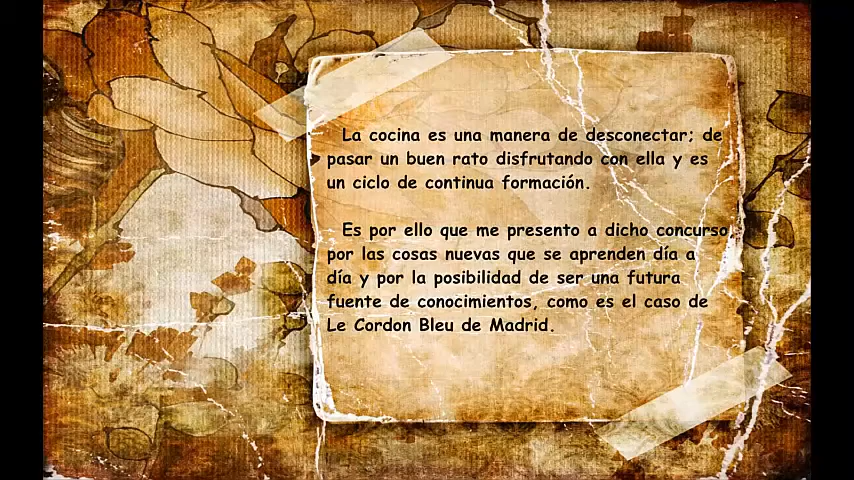 La cocina es una manera de desconectar; de
pasar un buen rato disfrutando con ella y es
un ciclo de continua formación.
Es por ello que me presento a dicho concurso,
por las cosas nuevas que se aprenden día a
día y por la posibilidad de ser una futura
fuente de conocimientos, como es el caso de
Le Cordon Bleu de Madrid.